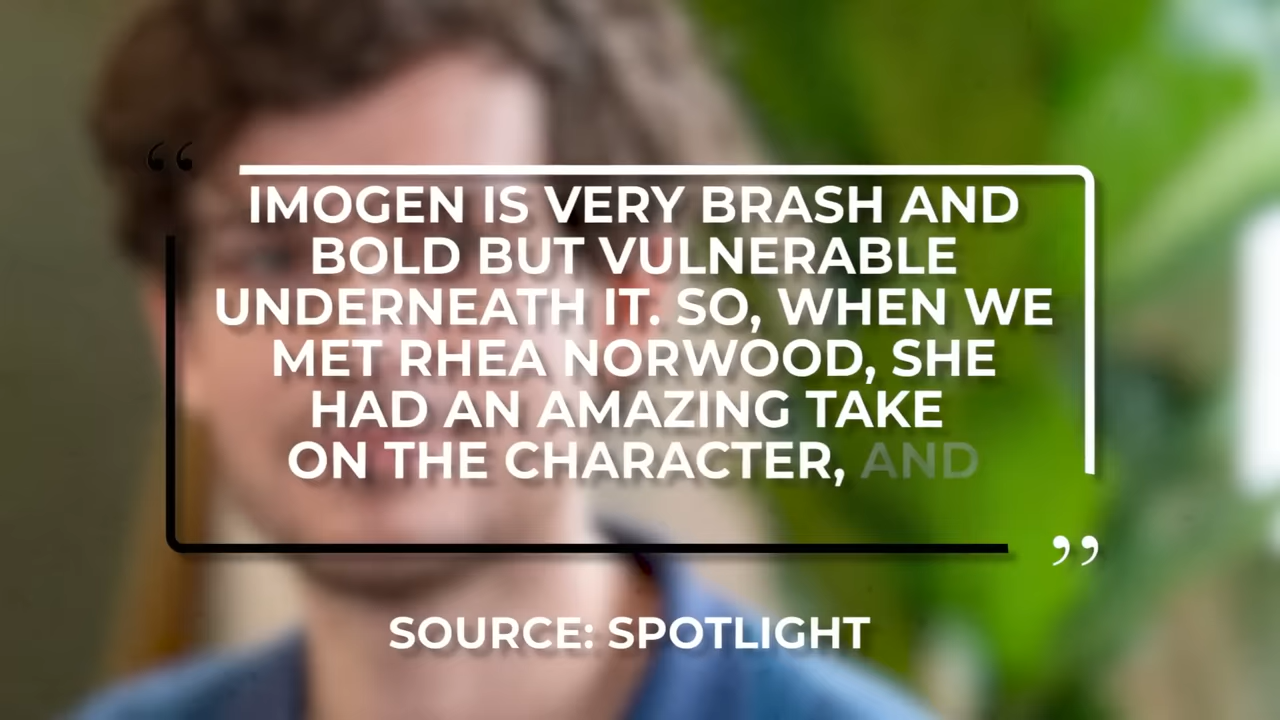 “
IMOGEN IS VERY BRASH AND
BOLD BUT VULNERABLE
UNDERNEATH IT. SO, WHEN WE
MET RHEA NORWOOD, SHE
HAD AN AMAZING TAKE
ON THE CHARACTER, AND
”
SOURCE: SPOTLIGHT